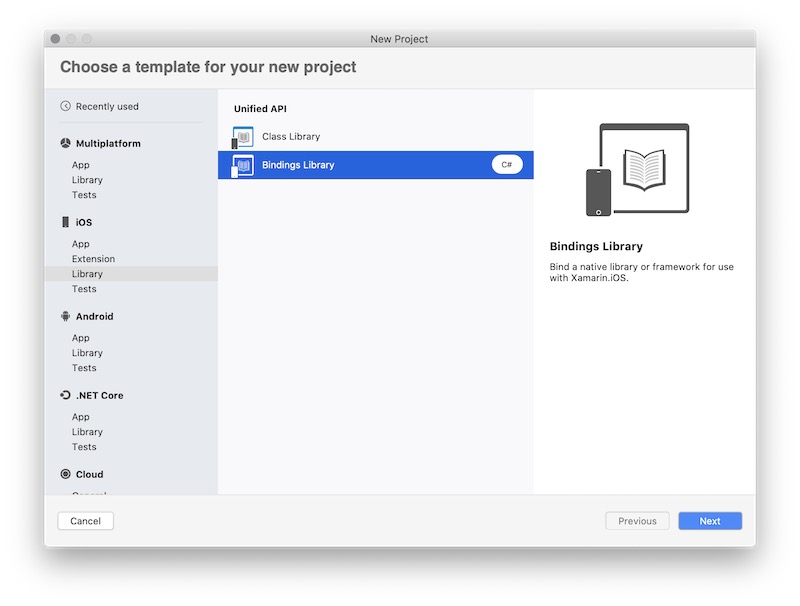 New Project
Choose a template for your new project
Recently used
Multiplatform
App
Library
Tests
iOS
App
Extension
Library
Tests
Android
App
Library
Tests
.NET Core
App
Library
Tests
Cloud
General
Unified API
Class Library
Bindings Library C#
Bindings Library
Bind a native library or framework for use
with Xamarin.iOS.
Cancel
Previous
Next